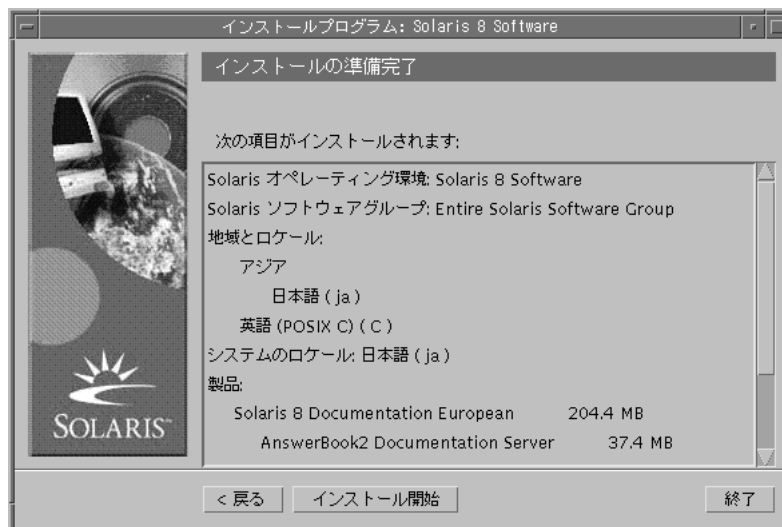 インストールプログラム: Solaris 8 Software
インストールの準備完了
次の項目がインストールされます:
Solaris オペレーティング環境: Solaris 8 Software
Solaris ソフトウェアグループ: Entire Solaris Software Group
地域とロケール:
アジア
日本語 ( ja )
英語 (POSIX C) ( C )
システムのロケール: 日本語 ( ja )
製品:
Solaris 8 Documentation European 204.4 MB
AnswerBook2 Documentation Server 37.4 MB
SOLARIS™
< 戻る インストール開始 終了